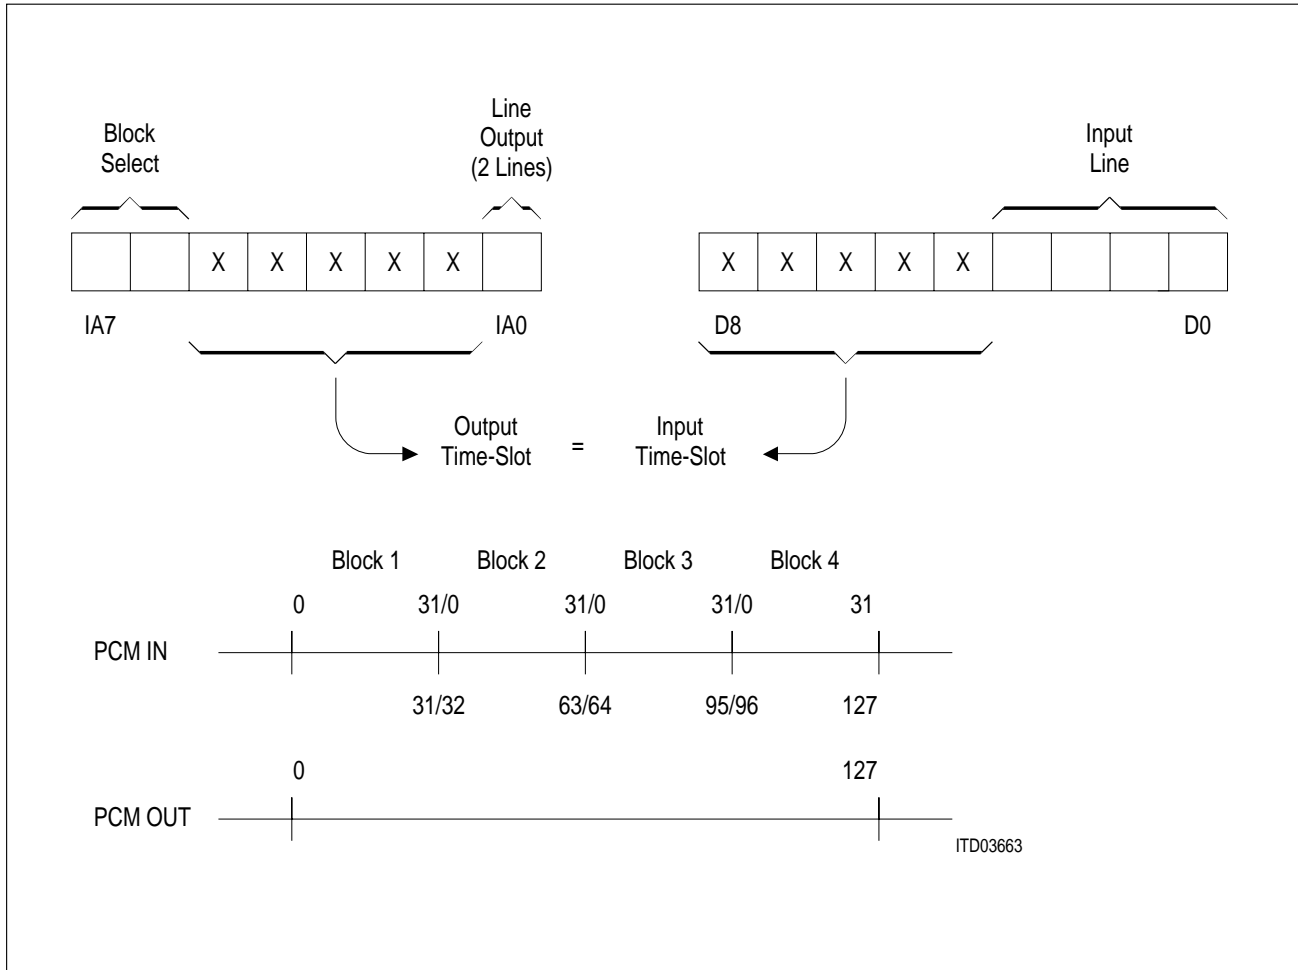 Block
Select
Line
Output
(2 Lines)
Input
Line
X X X X X
X X X X X
IA7
IA0
D8
D0
Output
Time-Slot
=
Input
Time-Slot
Block 1 Block 2 Block 3 Block 4
0 31/0 31/0 31/0 31
PCM IN
31/32 63/64 95/96 127
0 127
PCM OUT
ITD03663